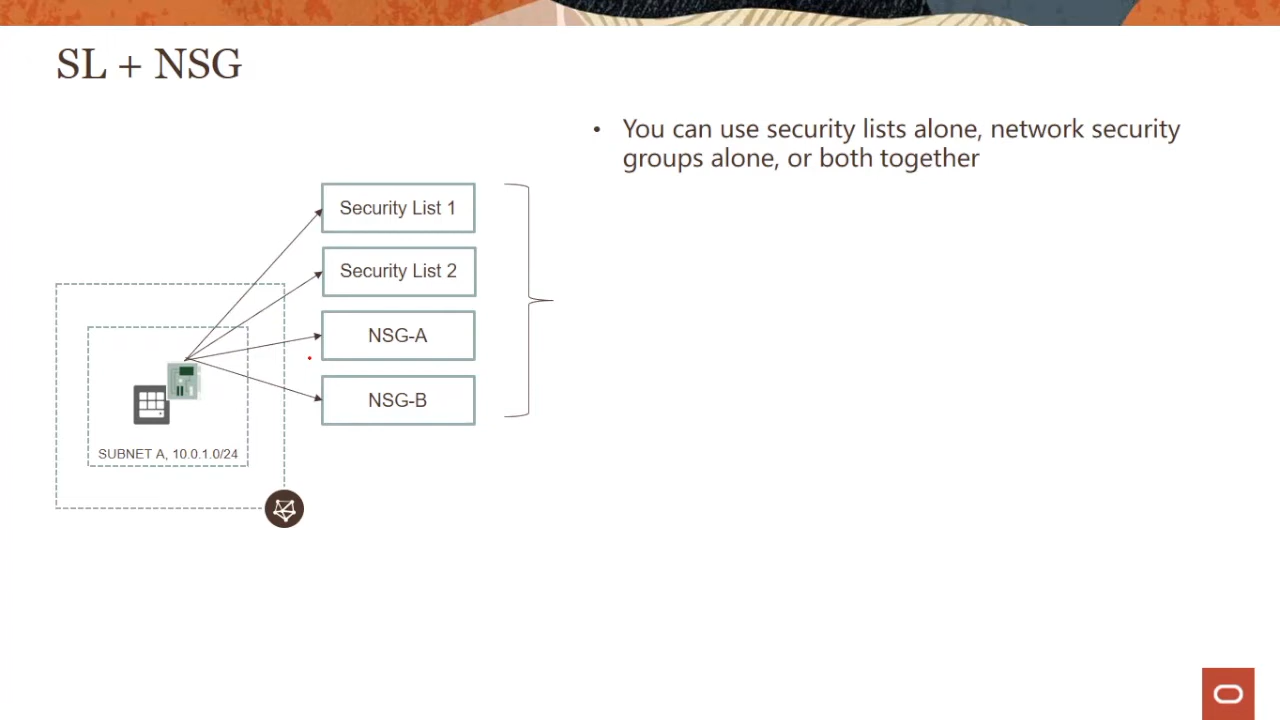 SL + NSG
• You can use security lists alone, network security
groups alone, or both together
Security List 1
Security List 2
NSG-A
NSG-B
SUBNET A, 10.0.1.0/24